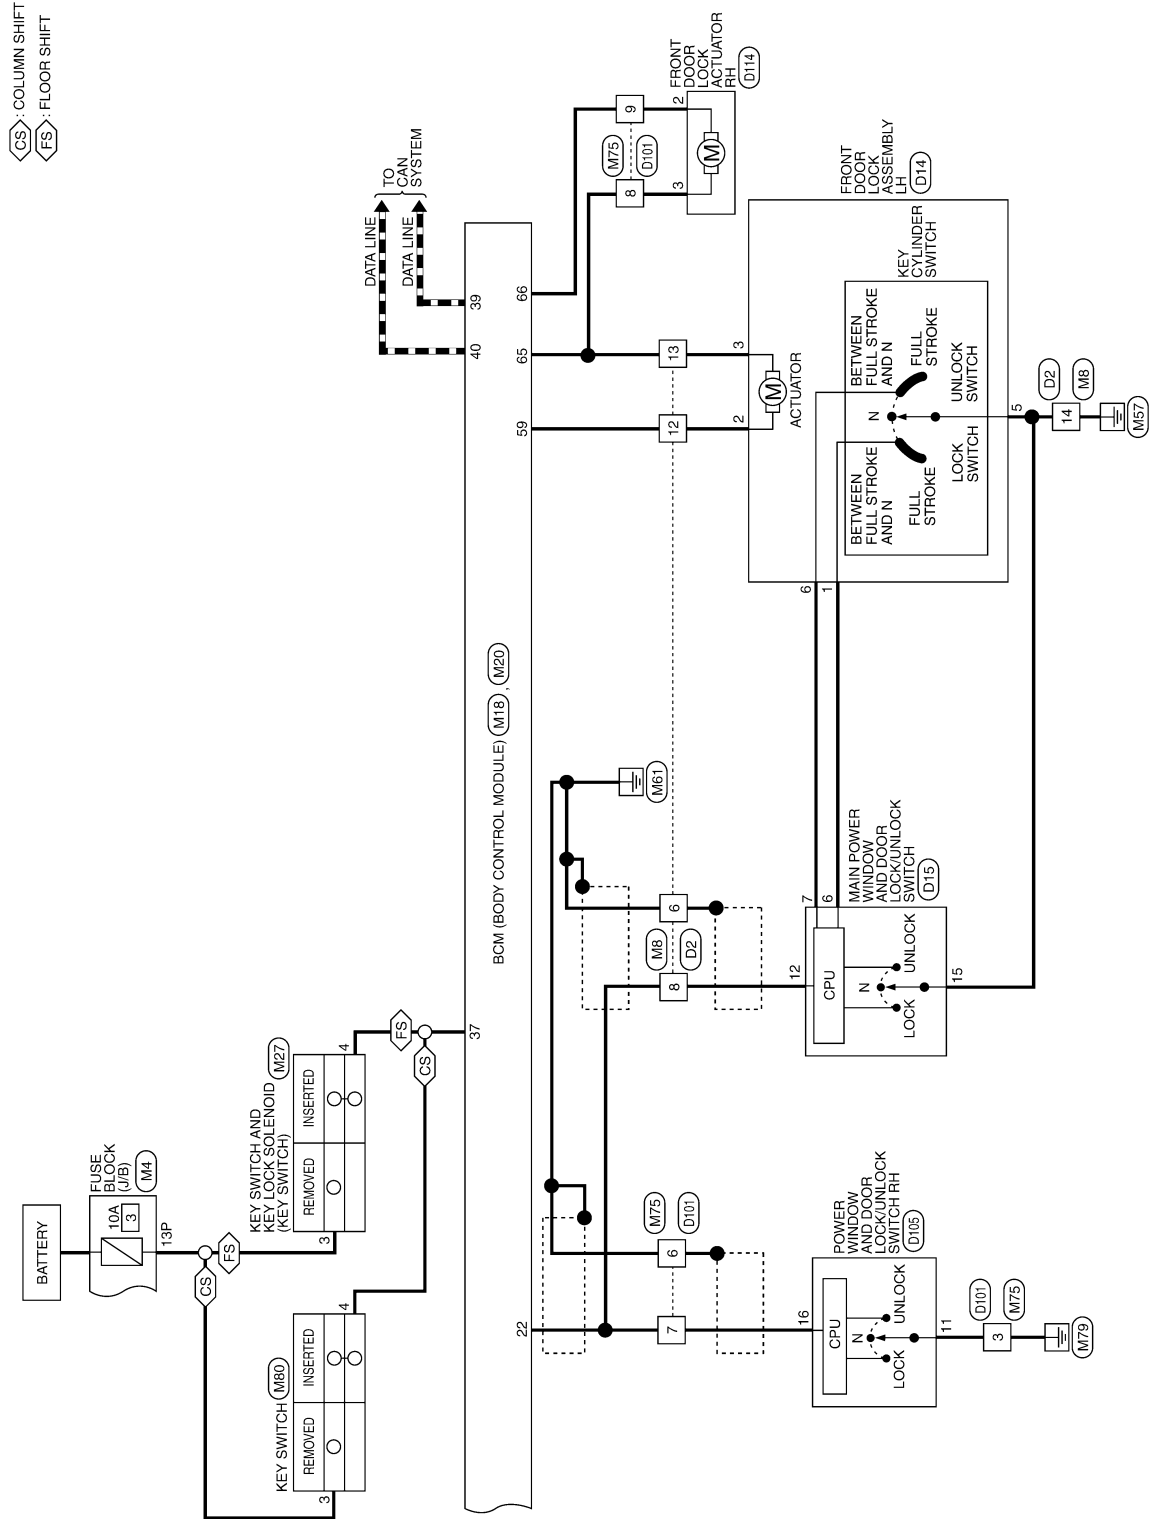 CS : COLUMN SHIFT
FS : FLOOR SHIFT
BATTERY
FUSE
BLOCK
(J/B)
M4
10A
3
13P
CS
FS
KEY SWITCH
M80
REMOVED
INSERTED
3
4
KEY SWITCH AND
KEY LOCK SOLENOID
(KEY SWITCH)
M27
REMOVED
INSERTED
3
4
FS
CS
DATA LINE
DATA LINE
TO
CAN
SYSTEM
37
40
39
BCM (BODY CONTROL MODULE) M18 , M20
22
59
65
66
M61
M75
D101
7
6
M8
D2
8
6
12
13
M75
D101
8
9
FRONT
DOOR
LOCK
ACTUATOR
RH
D114
3
2
M
POWER
WINDOW
AND DOOR
LOCK/UNLOCK
SWITCH RH
D105
16
CPU
N
LOCK
UNLOCK
11
3
D101
M75
M79
MAIN POWER
WINDOW
AND DOOR
LOCK/UNLOCK
SWITCH
D15
12
7
6
CPU
N
LOCK
UNLOCK
15
FRONT
DOOR
LOCK
ASSEMBLY
LH
D14
2
3
M
ACTUATOR
6
1
KEY
CYLINDER
SWITCH
BETWEEN
FULL STROKE
AND N
FULL
STROKE
N
BETWEEN
FULL STROKE
AND N
FULL
STROKE
LOCK
SWITCH
UNLOCK
SWITCH
5
14
D2
M8
M57